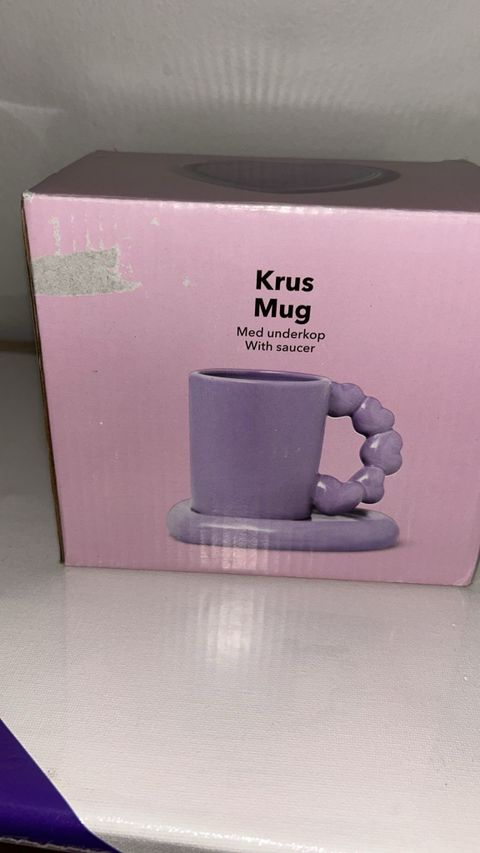 Krus
Mug
Med underkop
With saucer